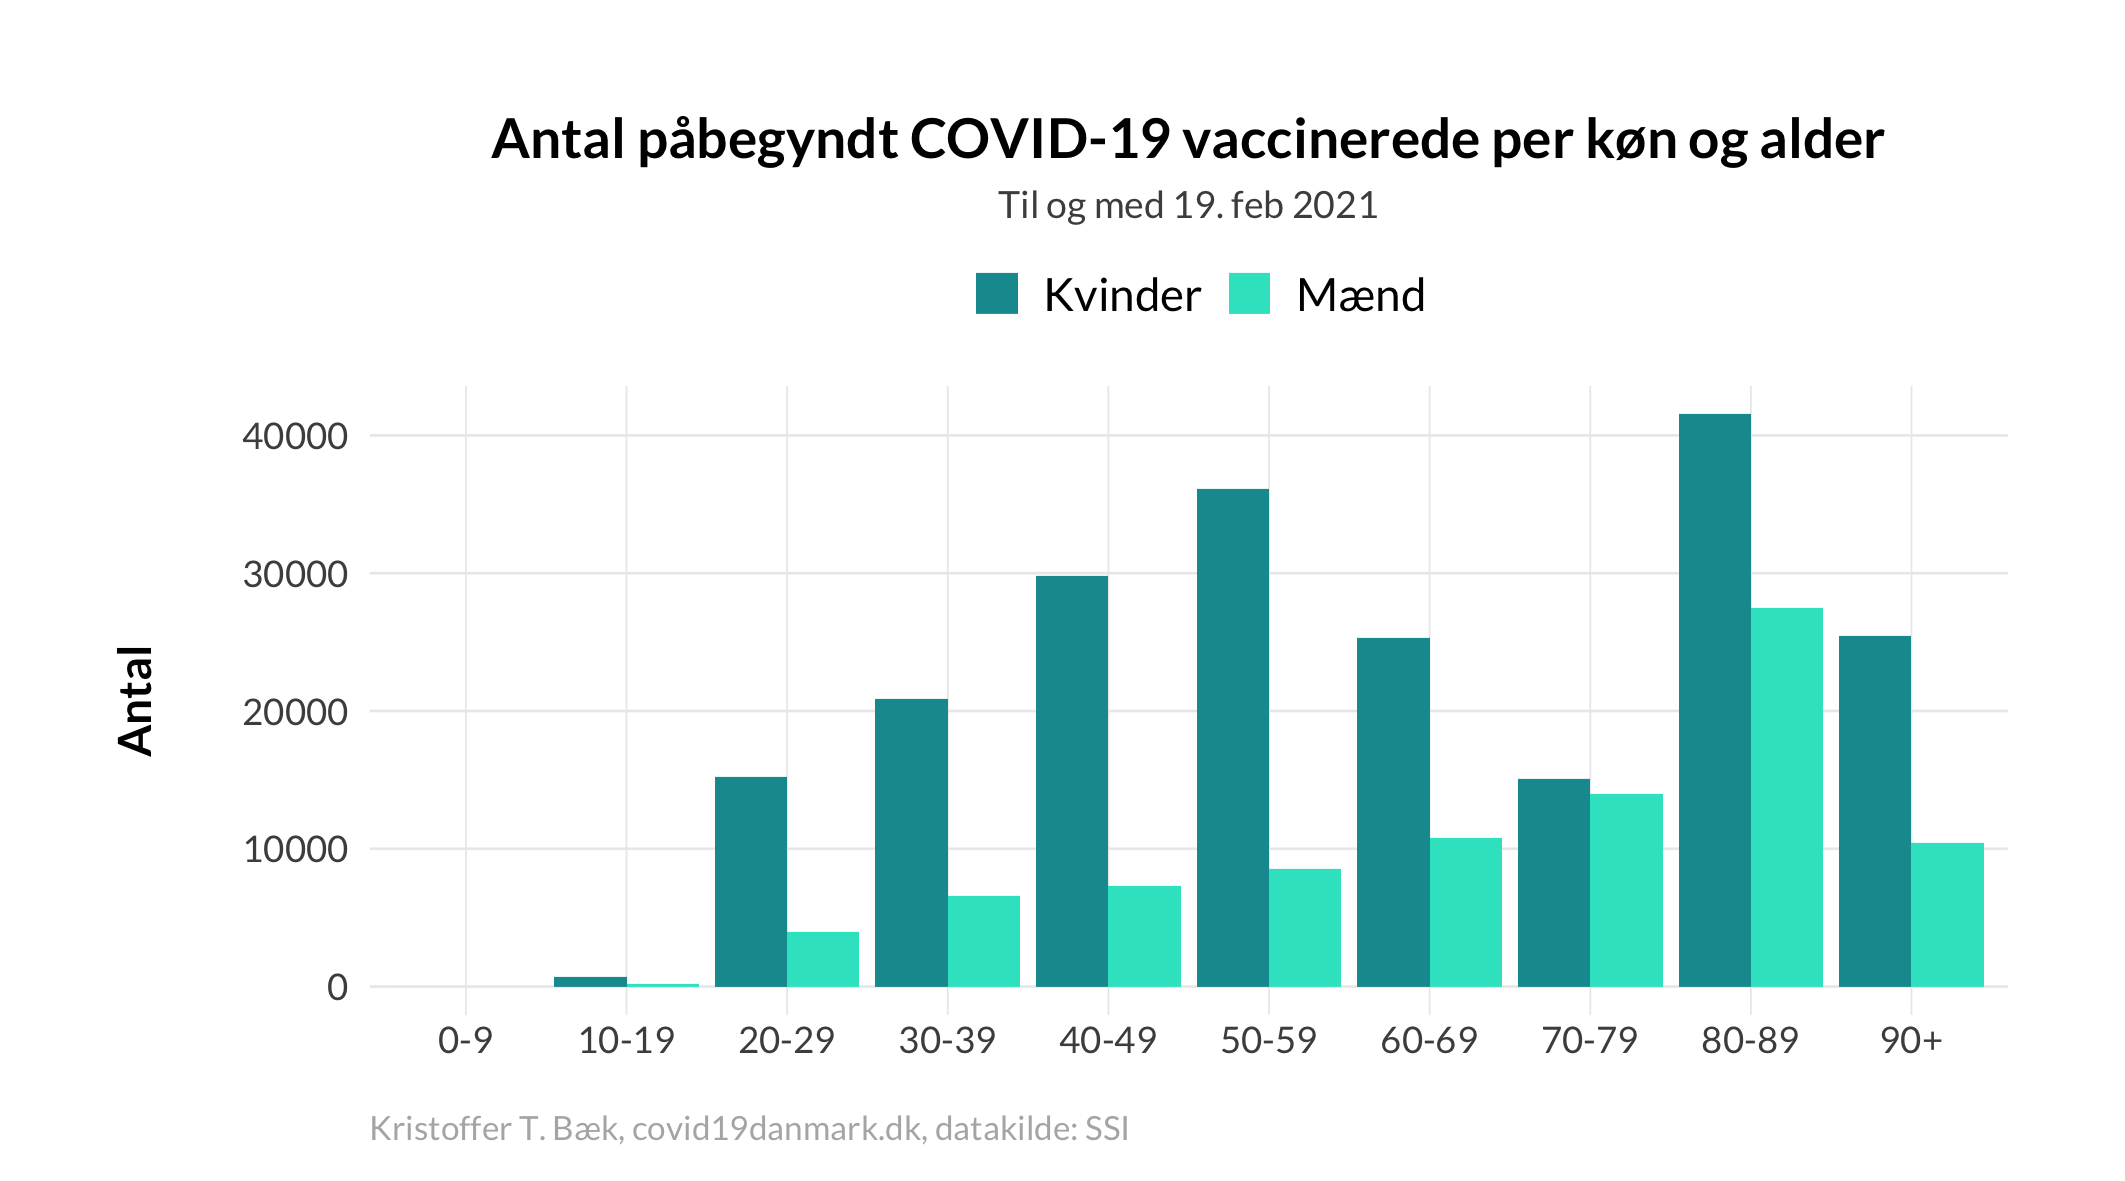 Antal påbegyndt COVID-19 vaccinerede per køn og alder
Til og med 19. feb 2021
Kvinder Mænd
Antal
40000
30000
20000
10000
0
0-9 10-19 20-29 30-39 40-49 50-59 60-69 70-79 80-89 90+
Kristoffer T. Bæk, covid19danmark.dk, datakilde: SSI